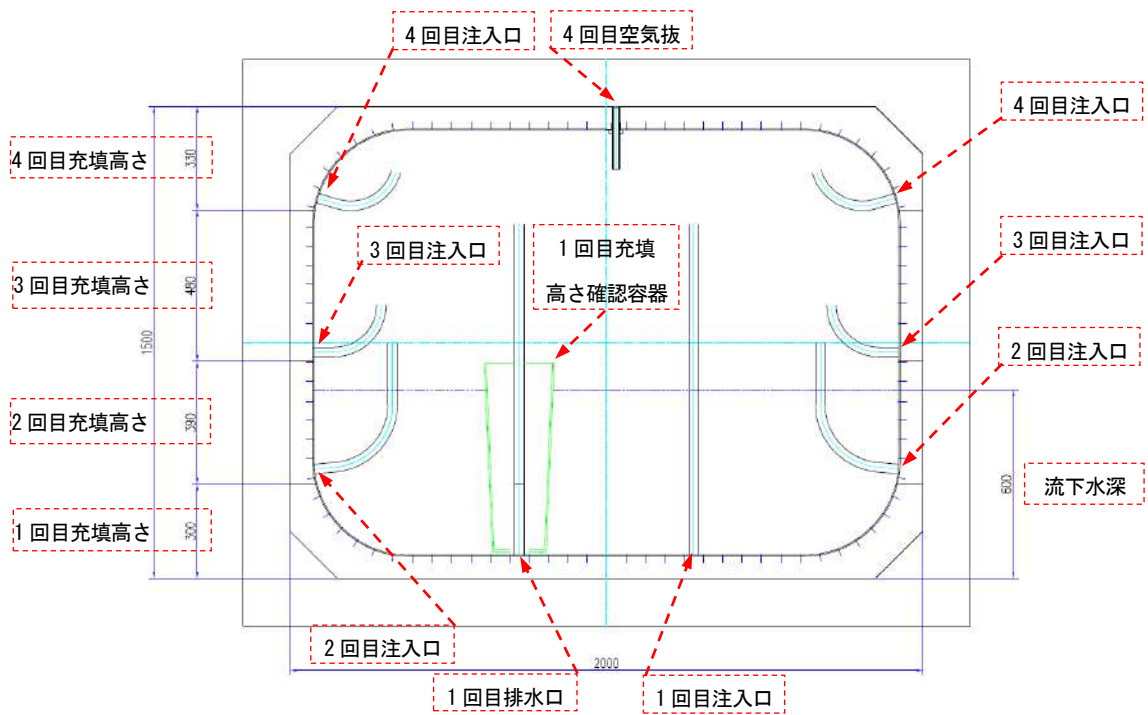 4回目注入口
4回目空気抜
4回目注入口
4回目充填高さ
330
3回目注入口
1回目充填
高さ確認容器
3回目注入口
3回目充填高さ
480
1500
2回目注入口
2回目充填高さ
390
流下水深
600
1回目充填高さ
300
2回目注入口
2000
1回目排水口
1回目注入口